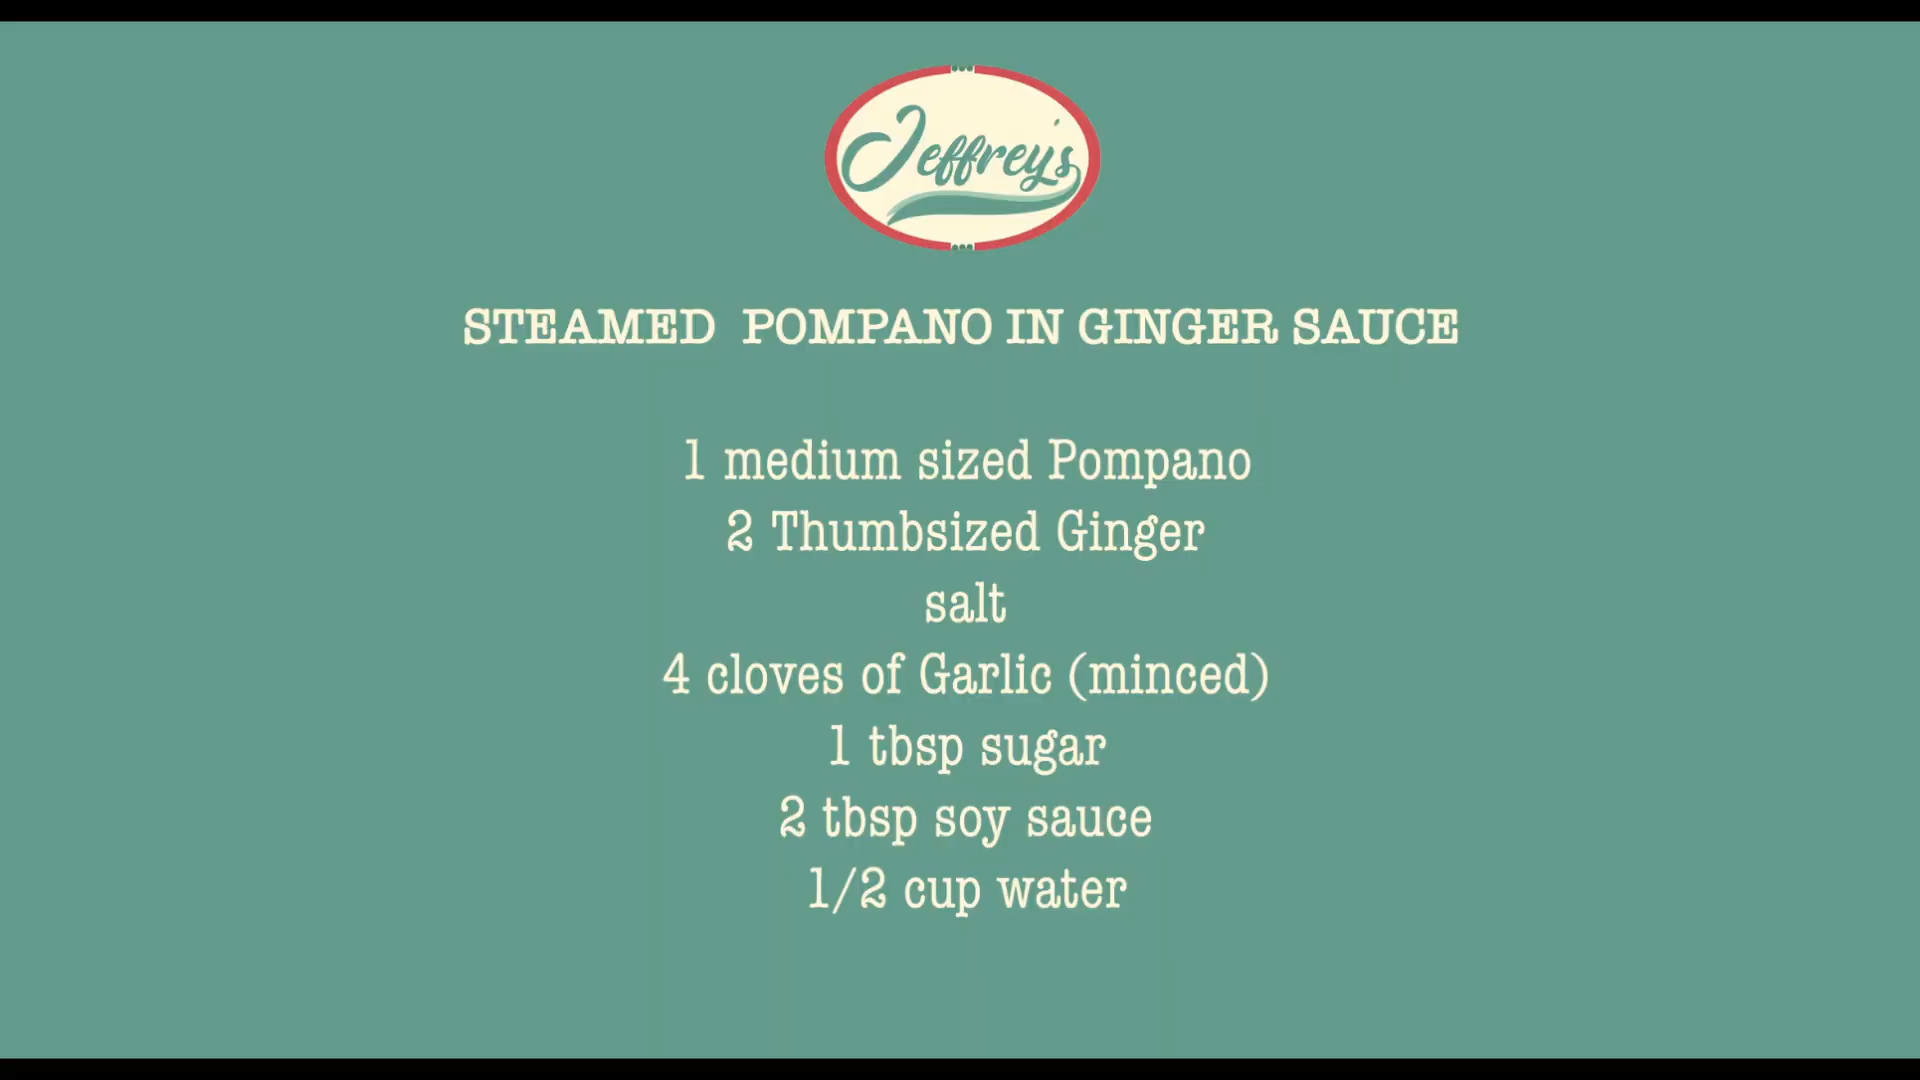 Jeffrey's
STEAMED POMPANO IN GINGER SAUCE
1 medium sized Pompano
2 Thumbsized Ginger
salt
4 cloves of Garlic (minced)
1 tbsp sugar
2 tbsp soy sauce
1/2 cup water